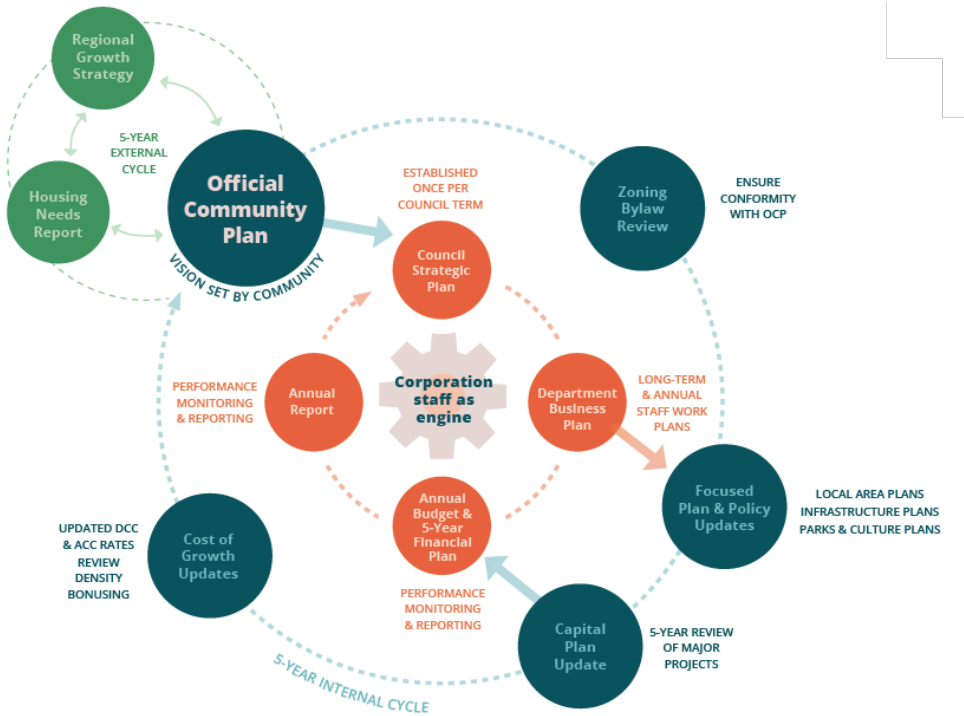 Regional
Growth
Strategy
5-YEAR
EXTERNAL
CYCLE
Housing
Needs
Report
Official
Community
Plan
VISION SET BY COMMUNITY
ESTABLISHED
ONCE PER
COUNCIL TERM
Council
Strategic
Plan
Zoning
Bylaw
Review
ENSURE
CONFORMITY
WITH OCP
PERFORMANCE
MONITORING
& REPORTING
Annual
Report
Corporation
staff as
engine
Department
Business
Plan
LONG-TERM
& ANNUAL
STAFF WORK
PLANS
Focused
Plan & Policy
Updates
LOCAL AREA PLANS
INFRASTRUCTURE PLANS
PARKS & CULTURE PLANS
Annual
Budget &
5-Year
Financial
Plan
PERFORMANCE
MONITORING
& REPORTING
UPDATED DCC
& ACC RATES
REVIEW
DENSITY
BONUSING
Cost of
Growth
Updates
Capital
Plan
Update
5-YEAR REVIEW
OF MAJOR
PROJECTS
5-YEAR INTERNAL CYCLE